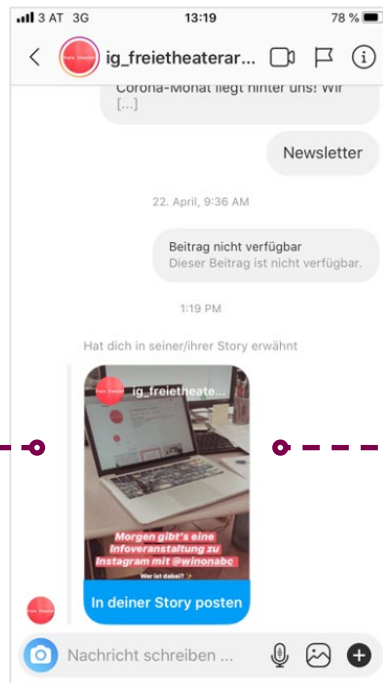 3 AT 3G 13:19 78 %
ig_freietheaterar...
Corona-Monat liegt hinter uns! Wir
[...]
Newsletter
22. April, 9:36 AM
Beitrag nicht verfügbar
Dieser Beitrag ist nicht verfügbar.
1:19 PM
Hat dich in seiner/ihrer Story erwähnt
ig_freietheate...
Morgen gibt's eine
Infoveranstaltung zu
Instagram mit @winonabc
Wer ist dabei?
In deiner Story posten
Nachricht schreiben ...